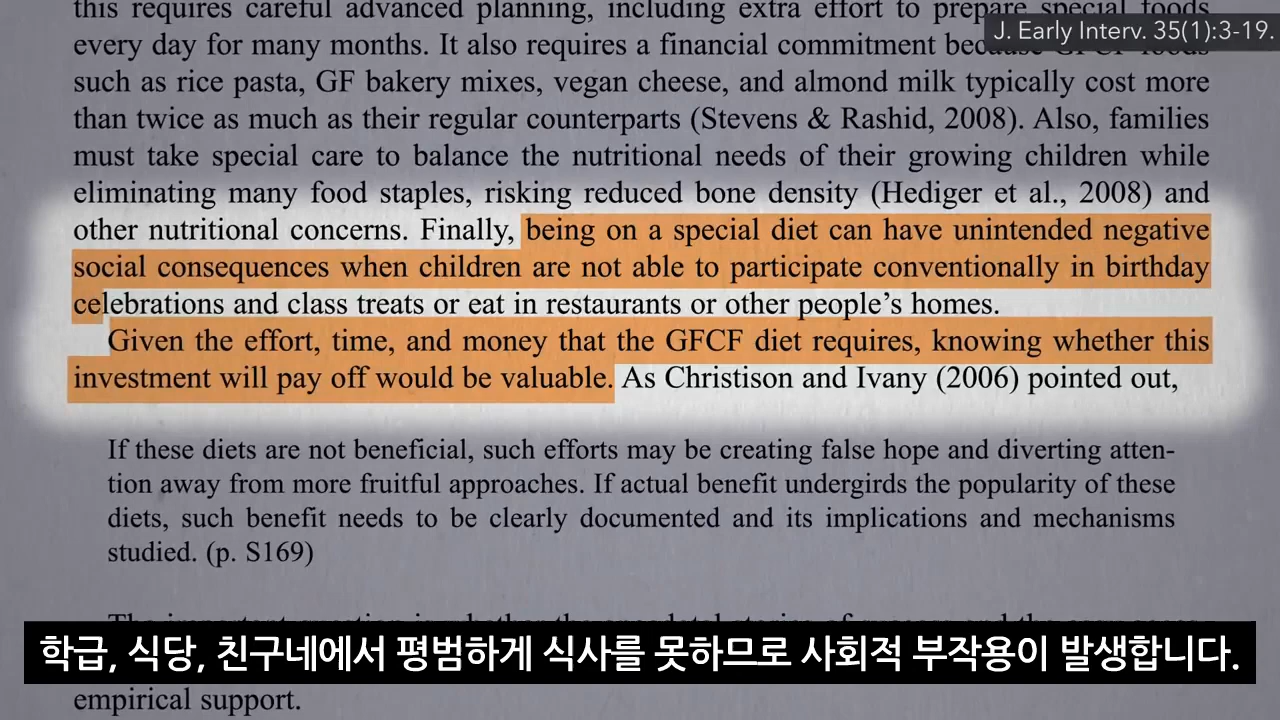 this requires careful advanced planning, including extra effort to prepare special foods
J. Early Interv. 35(1):3-19.
every day for many months. It also requires a financial commitment because GFCF foods
such as rice pasta, GF bakery mixes, vegan cheese, and almond milk typically cost more
than twice as much as their regular counterparts (Stevens & Rashid, 2008). Also, families
must take special care to balance the nutritional needs of their growing children while
eliminating many food staples, risking reduced bone density (Hediger et al., 2008) and
other nutritional concerns. Finally, being on a special diet can have unintended negative
social consequences when children are not able to participate conventionally in birthday
celebrations and class treats or eat in restaurants or other people's homes.
Given the effort, time, and money that the GFCF diet requires, knowing whether this
investment will pay off would be valuable. As Christison and Ivany (2006) pointed out,
If these diets are not beneficial, such efforts may be creating false hope and diverting atten-
tion away from more fruitful approaches. If actual benefit undergirds the popularity of these
diets, such benefit needs to be clearly documented and its implications and mechanisms
studied. (p. S169)
학급, 식당, 친구네에서 평범하게 식사를 못하므로 사회적 부작용이 발생합니다.
empirical support.